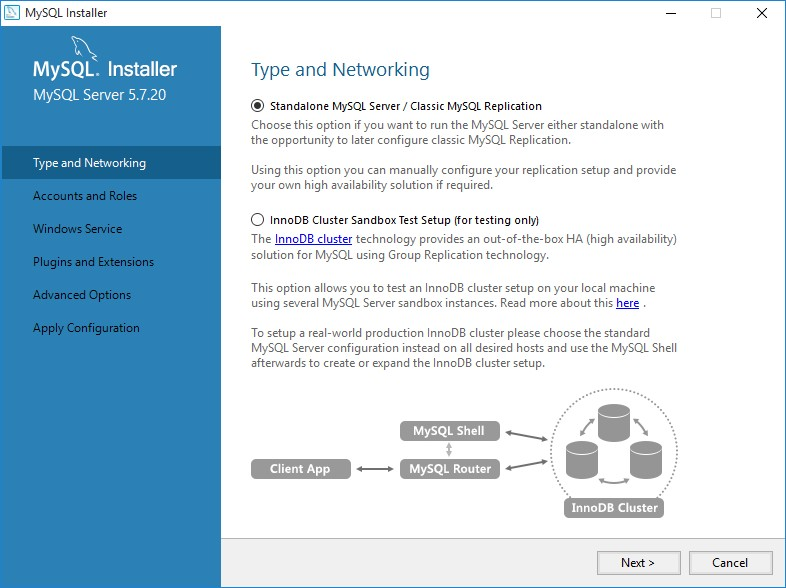 MySQL Installer
MySQL. Installer
MySQL Server 5.7.20
Type and Networking
Accounts and Roles
Windows Service
Plugins and Extensions
Advanced Options
Apply Configuration
Type and Networking
Standalone MySQL Server / Classic MySQL Replication
Choose this option if you want to run the MySQL Server either standalone with
the opportunity to later configure classic MySQL Replication.
Using this option you can manually configure your replication setup and provide
your own high availability solution if required.
InnoDB Cluster Sandbox Test Setup (for testing only)
The InnoDB cluster technology provides an out-of-the-box HA (high availability)
solution for MySQL using Group Replication technology.
This option allows you to test an InnoDB cluster setup on your local machine
using several MySQL Server sandbox instances. Read more about this here .
To setup a real-world production InnoDB cluster please choose the standard
MySQL Server configuration instead on all desired hosts and use the MySQL Shell
afterwards to create or expand the InnoDB cluster setup.
MySQL Shell
Client App
MySQL Router
InnoDB Cluster
Next >
Cancel